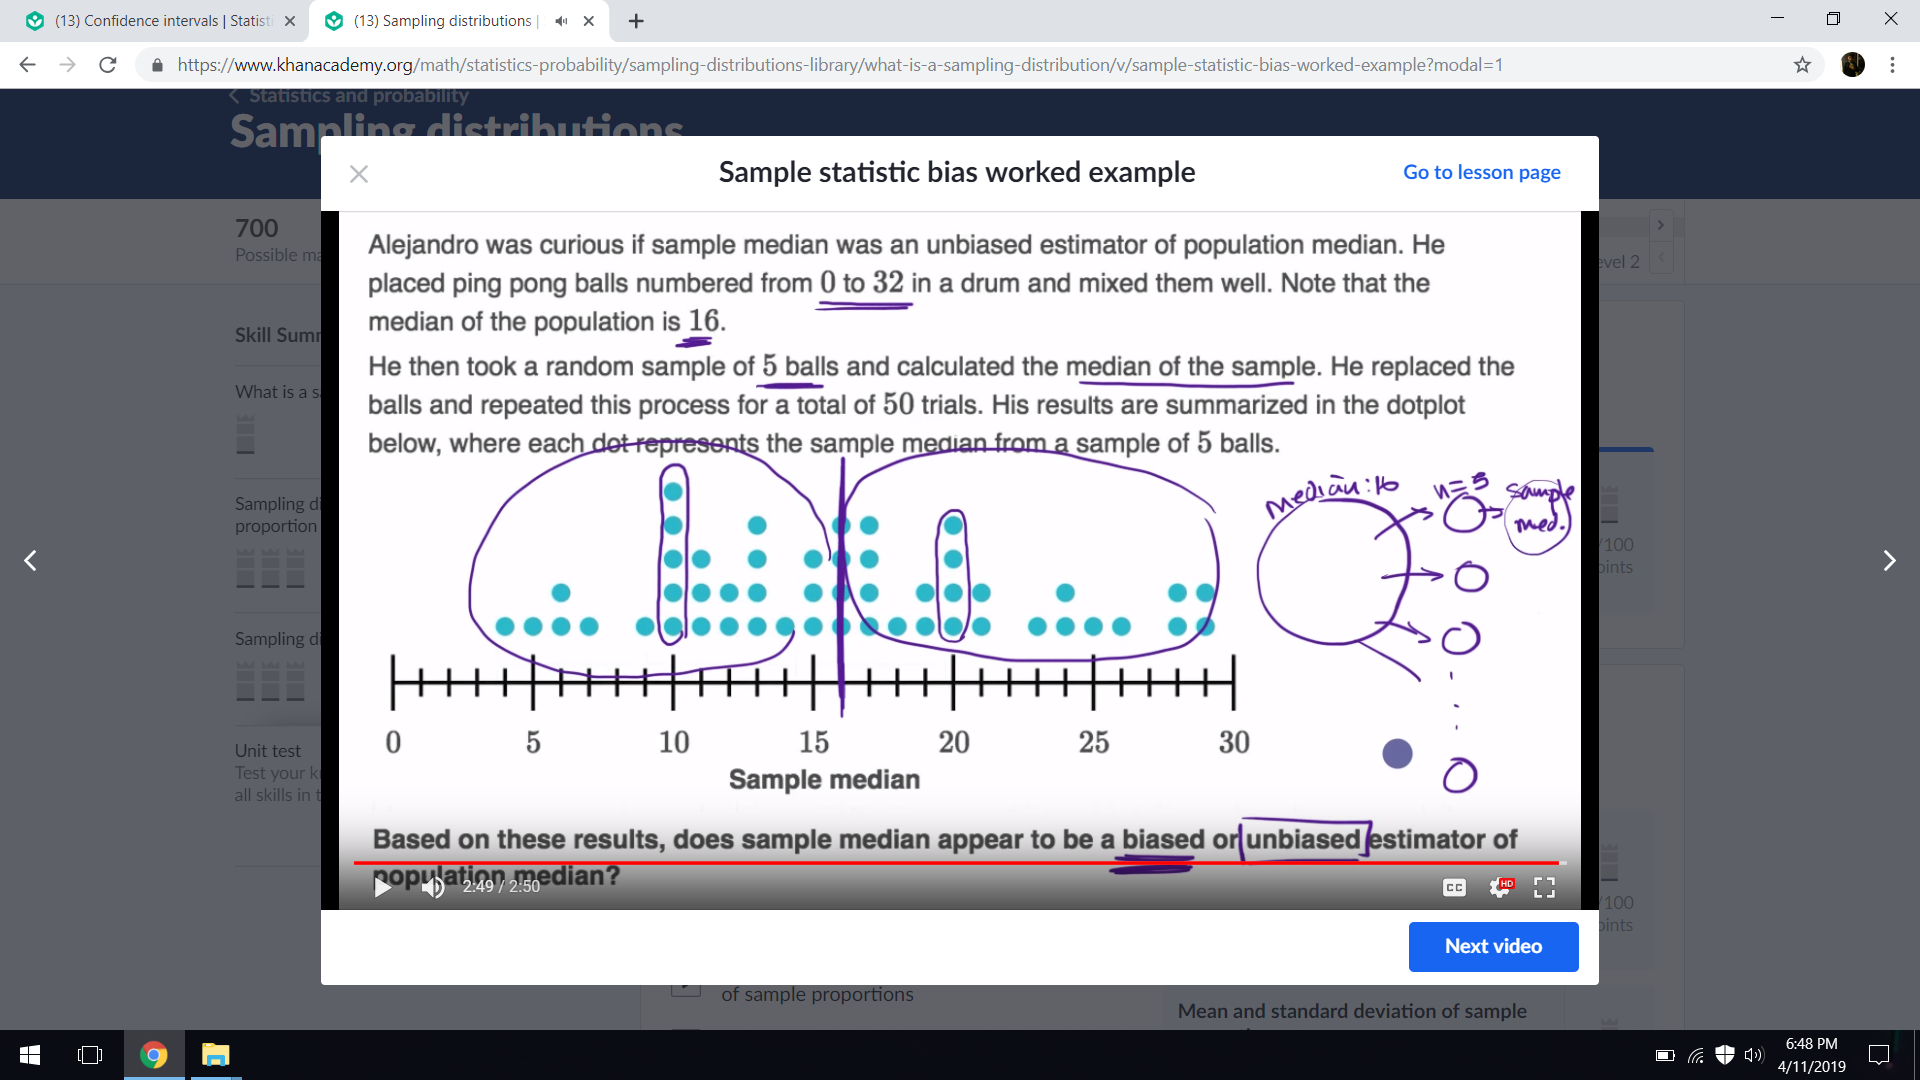 (13) Confidence intervals | Statist
(13) Sampling distributions |
https://www.khanacademy.org/math/statistics-probability/sampling-distributions-library/what-is-a-sampling-distribution/v/sample-statistic-bias-worked-example?modal=1
Statistics and probability
Sampling distributions
Sample statistic bias worked example
Go to lesson page
700
Possible ma
evel 2
Skill Summ
What is a s
Sampling di
proportion
Sampling di
Unit test
Test your k
all skills in t
Alejandro was curious if sample median was an unbiased estimator of population median. He
placed ping pong balls numbered from 0 to 32 in a drum and mixed them well. Note that the
median of the population is 16.
He then took a random sample of 5 balls and calculated the median of the sample. He replaced the
balls and repeated this process for a total of 50 trials. His results are summarized in the dotplot
below, where each dot represents the sample median from a sample of 5 balls.
median:16
n=5
sample
med.
0 5 10 15 20 25 30
Sample median
Based on these results, does sample median appear to be a biased or unbiased estimator of
population median?
2:49 / 2:50
CC
HD
/100
oints
/100
oints
Next video
of sample proportions
Mean and standard deviation of sample
6:48 PM
4/11/2019